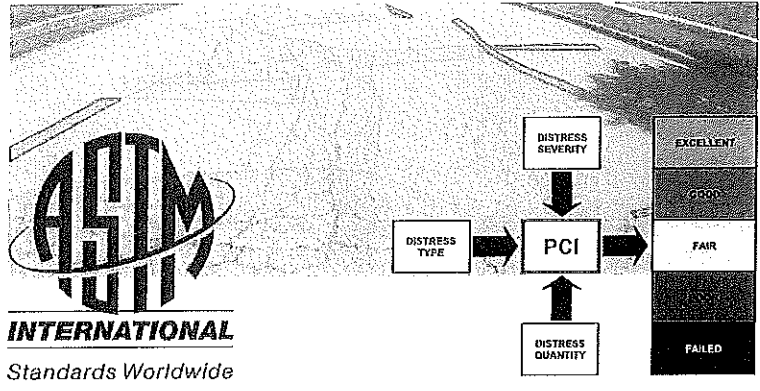 DISTRESS
SEVERITY
EXCELLENT
GOOD
DISTRESS
TYPE
PCI
FAIR
DISTRESS
QUANTITY
FAILED
ASTM
INTERNATIONAL
Standards Worldwide